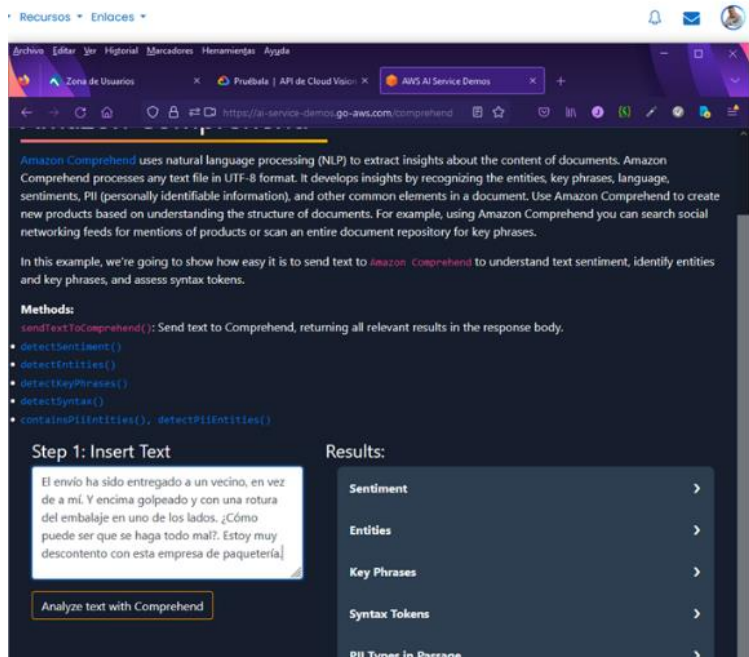 Recursos Enlaces
Archivo Editar Ver Historial Marcadores Herramientas Ayuda
Zona de Usuarios Pruébala | API de Cloud Vision AWS AI Service Demos
https://ai-service-demos.go-aws.com/comprehend
Amazon Comprehend
Amazon Comprehend uses natural language processing (NLP) to extract insights about the content of documents. Amazon
Comprehend processes any text file in UTF-8 format. It develops insights by recognizing the entities, key phrases, language,
sentiments, PII (personally identifiable information), and other common elements in a document. Use Amazon Comprehend to create
new products based on understanding the structure of documents. For example, using Amazon Comprehend you can search social
networking feeds for mentions of products or scan an entire document repository for key phrases.
In this example, we're going to show how easy it is to send text to Amazon Comprehend to understand text sentiment, identify entities
and key phrases, and assess syntax tokens.
Methods:
sendTextToComprehend(): Send text to Comprehend, returning all relevant results in the response body.
detectSentiment()
detectEntities()
detectKeyPhrases()
detectSyntax()
containsPiiEntities(), detectPiiEntities()
Step 1: Insert Text
El envío ha sido entregado a un vecino, en vez
de a mí. Y encima golpeado y con una rotura
del embalaje en uno de los lados. ¿Cómo
puede ser que se haga todo mal?. Estoy muy
descontento con esta empresa de paquetería.
Analyze text with Comprehend
Results:
Sentiment
Entities
Key Phrases
Syntax Tokens
PII Types in Passage